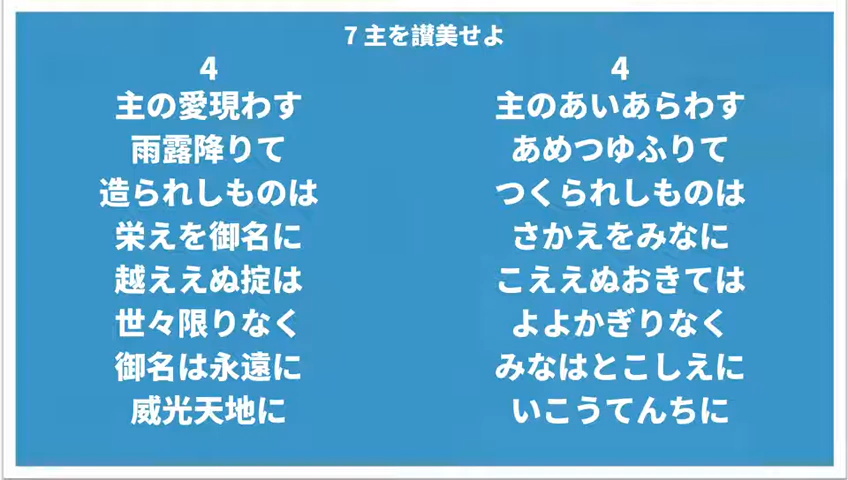 7 主を讃美せよ
4
主の愛現わす
雨露降りて
造られしものは
栄えを御名に
越ええぬ掟は
世々限りなく
御名は永遠に
威光天地に
4
主のあいあらわす
あめつゆふりて
つくられしものは
さかえをみなに
こええぬおきては
よよかぎりなく
みなはとこしえに
いこうてんちに